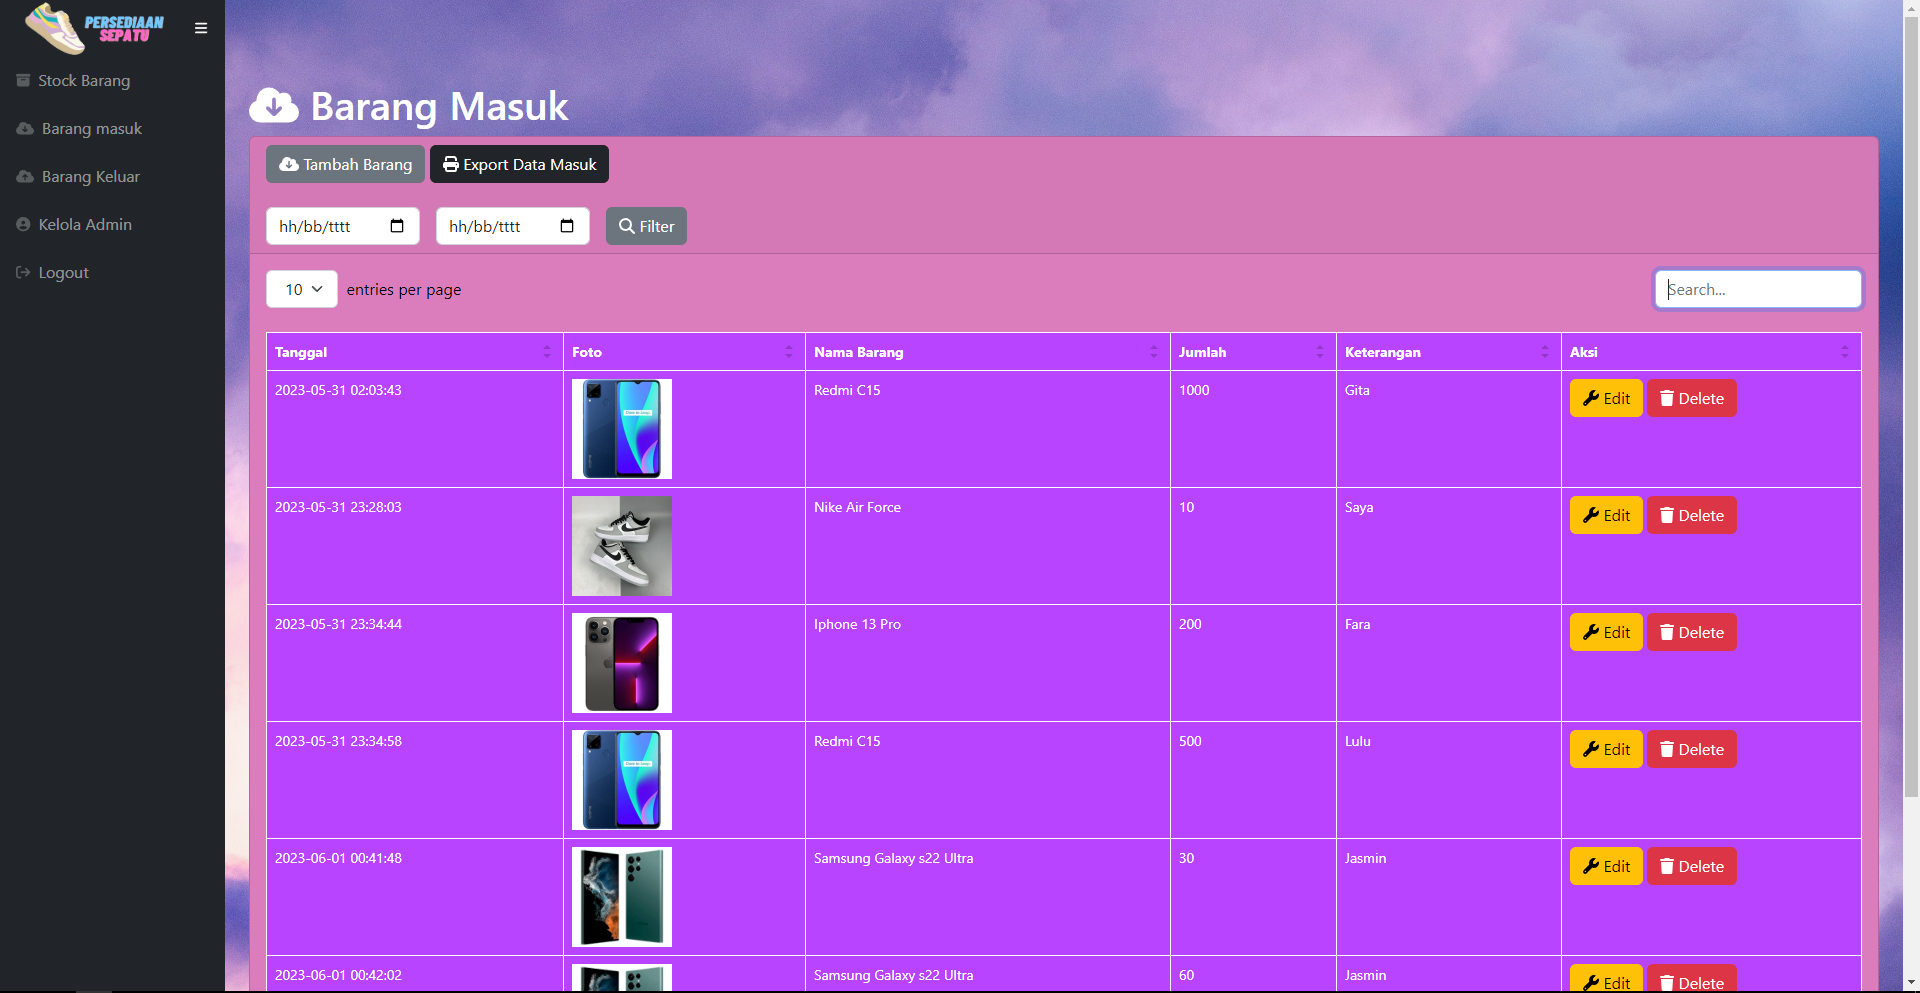 PERSEDIAAN
SEPATU
Stock Barang
Barang masuk
Barang Keluar
Kelola Admin
Logout
Barang Masuk
Tambah Barang Export Data Masuk
hh/bb/tttt hh/bb/tttt Filter
10 entries per page Search...
Tanggal Foto Nama Barang Jumlah Keterangan Aksi
2023-05-31 02:03:43 Redmi C15 1000 Gita Edit Delete
2023-05-31 23:28:03 Nike Air Force 10 Saya Edit Delete
2023-05-31 23:34:44 Iphone 13 Pro 200 Fara Edit Delete
2023-05-31 23:34:58 Redmi C15 500 Lulu Edit Delete
2023-06-01 00:41:48 Samsung Galaxy s22 Ultra 30 Jasmin Edit Delete
2023-06-01 00:42:02 Samsung Galaxy s22 Ultra 60 Jasmin Edit Delete